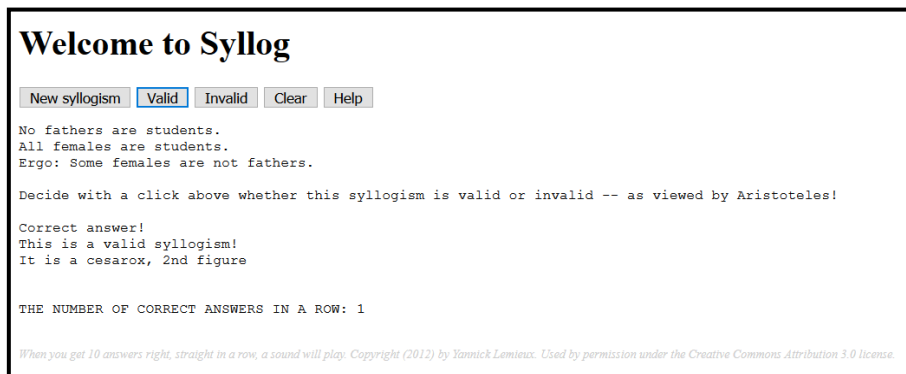 Welcome to Syllog
New syllogism Valid Invalid Clear Help
No fathers are students.
All females are students.
Ergo: Some females are not fathers.
Decide with a click above whether this syllogism is valid or invalid -- as viewed by Aristoteles!
Correct answer!
This is a valid syllogism!
It is a cesarox, 2nd figure
THE NUMBER OF CORRECT ANSWERS IN A ROW: 1
When you get 10 answers right, straight in a row, a sound will play. Copyright (2012) by Yannick Lemieux. Used by permission under the Creative Commons Attribution 3.0 license.